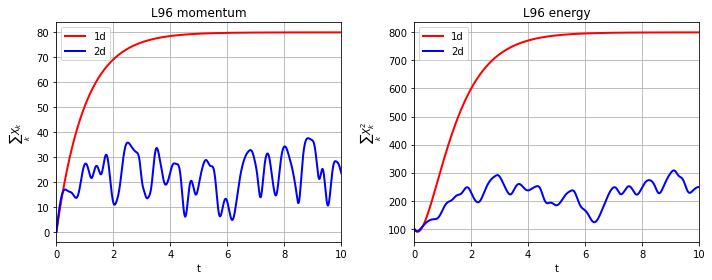 L96 momentum
∑ₖ Xₖ
80
70
60
50
40
30
20
10
0
1d
2d
0 2 4 6 8 10
t
L96 energy
∑ₖ Xₖ²
800
700
600
500
400
300
200
100
1d
2d
0 2 4 6 8 10
t